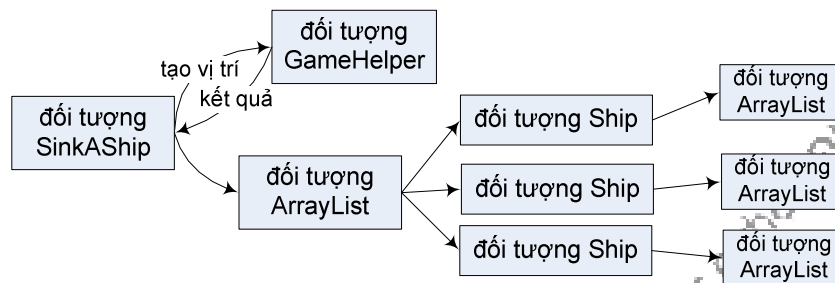 đối tượng
GameHelper
tạo vị trí
kết quả
đối tượng
SinkAShip
đối tượng
ArrayList
đối tượng Ship
đối tượng Ship
đối tượng Ship
đối tượng
ArrayList
đối tượng
ArrayList
đối tượng
ArrayList